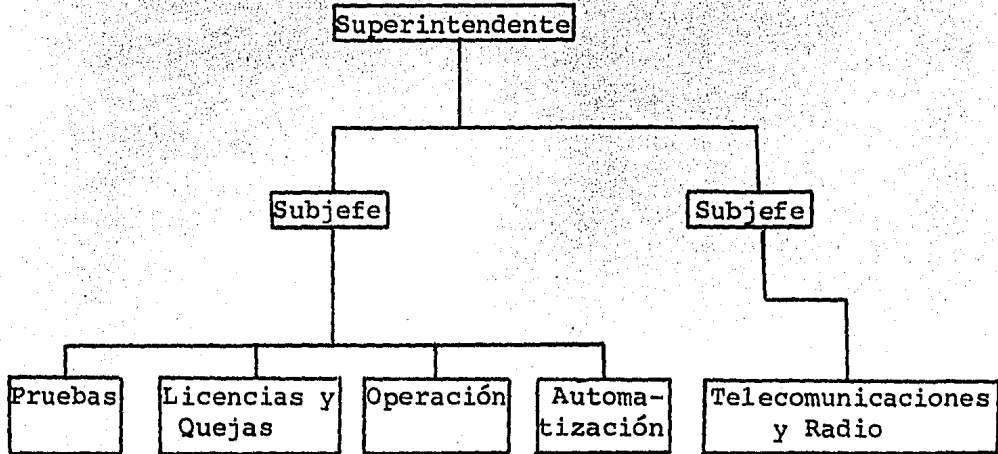 Superintendente
Subjefe
Subjefe
Pruebas
Licencias y
Quejas
Operación
Automa-
tización
Telecomunicaciones
y Radio